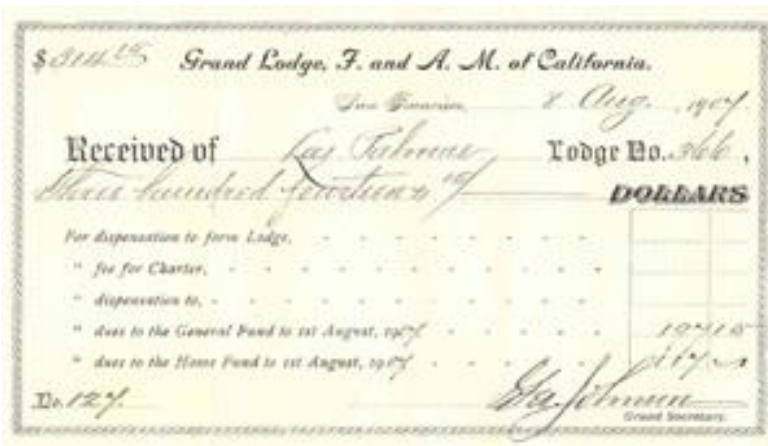 $314 15 Grand Lodge, F. and A. M. of California.
San Francisco, 8 Aug. 1907
Received of Las Palmas Lodge No. 366,
Three hundred fourteen & 15/ DOLLARS
For dispensation to form Lodge,
" fee for Charter,
" dispensation to,
" dues to the General Fund to 1st August, 1907 197 15
" dues to the Home Fund to 1st August, 1907 117
No. 127. Johnson
Grand Secretary.